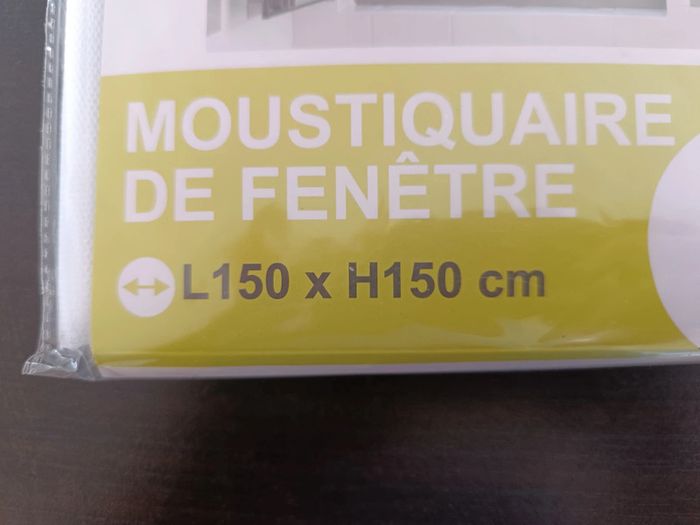 MOUSTIQUAIRE
DE FENÊTRE
L150 x H150 cm